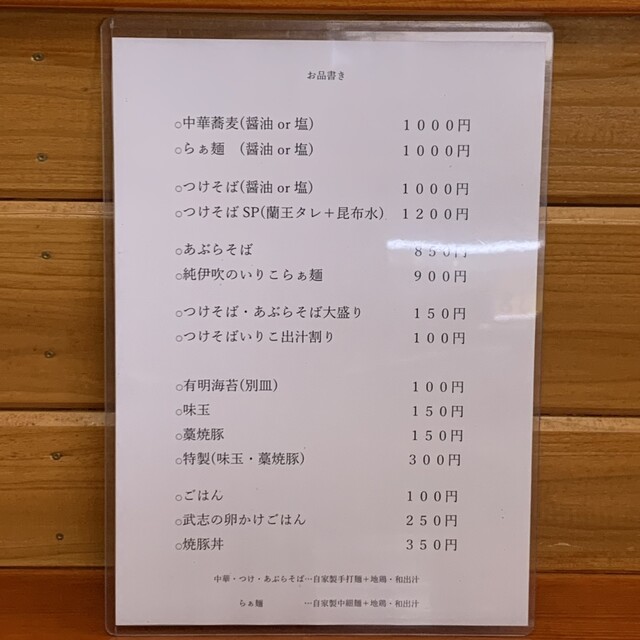 お品書き
○中華蕎麦(醤油 or 塩) １０００円
○らぁ麺　(醤油 or 塩) １０００円
○つけそば(醤油 or 塩) １０００円
○つけそば SP(蘭王タレ＋昆布水) １２００円
○あぶらそば ８５０円
○純伊吹のいりこらぁ麺 ９００円
○つけそば・あぶらそば大盛り １５０円
○つけそばいりこ出汁割り １００円
○有明海苔(別皿) １００円
○味玉 １５０円
○藁焼豚 １５０円
○特製(味玉・藁焼豚) ３００円
○ごはん １００円
○武志の卵かけごはん ２５０円
○焼豚丼 ３５０円
中華・つけ・あぶらそば…自家製手打麺＋地鶏・和出汁
らぁ麺　…自家製中細麺＋地鶏・和出汁